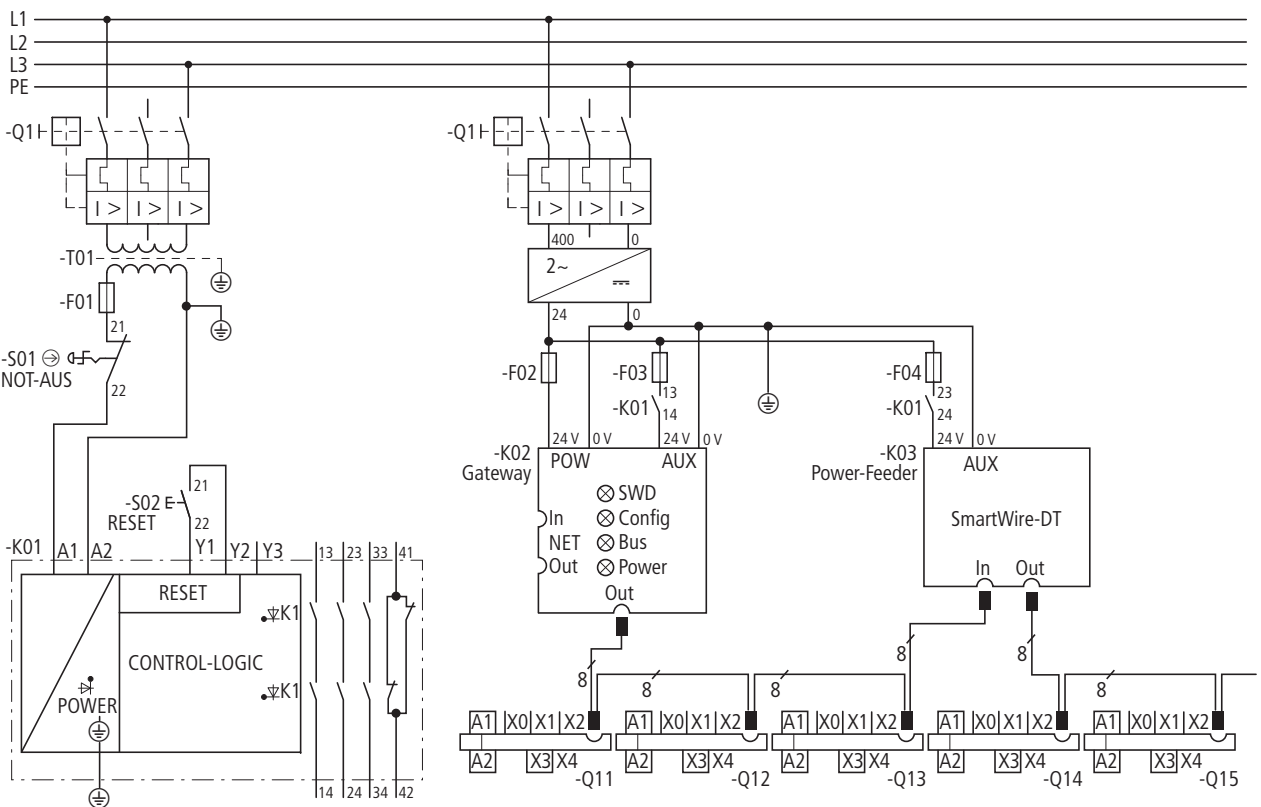 L1
L2
L3
PE
-Q1
I >
I >
I >
-T01
-F01
21
-S01
NOT-AUS
22
-Q1
I >
I >
I >
400
0
2~
24
0
-F02
-F03
-F04
13
23
-K01
14
-K01
24
24 V
0 V
24 V
0 V
24 V
0 V
-K02
POW
AUX
Gateway
-K03
AUX
Power-Feeder
SWD
In
Config
NET
Bus
Out
Power
Out
SmartWire-DT
In
Out
21
-S02 E
RESET
22
-K01
A1
A2
Y1
Y2
Y3
13
23
33
41
RESET
K1
CONTROL-LOGIC
K1
POWER
14
24
34
42
8
8
8
8
8
8
A1
X0
X1
X2
A2
X3
X4
-Q11
A1
X0
X1
X2
A2
X3
X4
-Q12
A1
X0
X1
X2
A2
X3
X4
-Q13
A1
X0
X1
X2
A2
X3
X4
-Q14
A1
X0
X1
X2
A2
X3
X4
-Q15